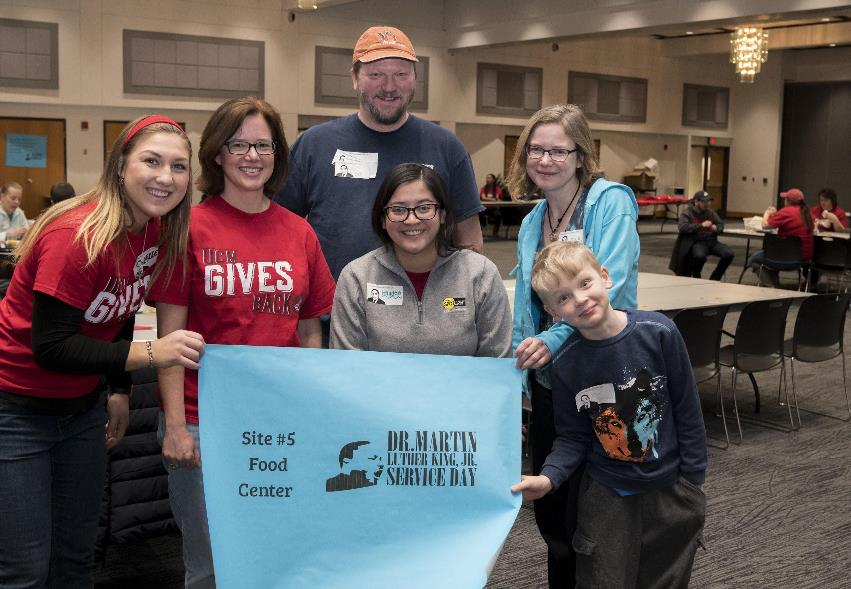 Site #5
Food
Center
DR. MARTIN
LUTHER KING, JR.
SERVICE DAY
UCM
GIVES
BACK
GIVES